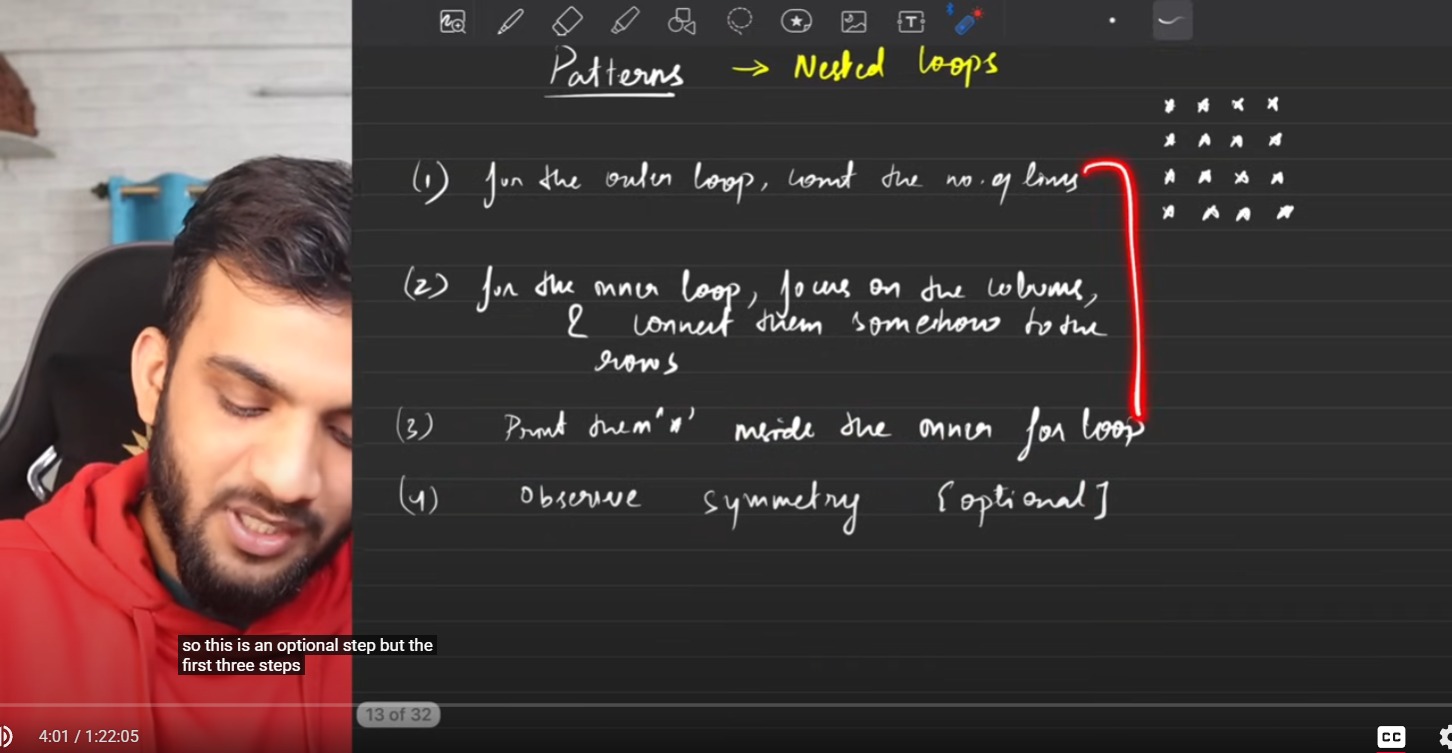 Patterns → Nested loops
* * * *
(1) for the outer loop, count the no. of lines
* * * *
* * * *
* * * *
(2) for the inner loop, focus on the columns,
& connect them somehow to the
rows
(3) Print them '*' inside the inner for loop
(4) Observe symmetry [optional]
so this is an optional step but the
first three steps
13 of 32
4:01 / 1:22:05
CC